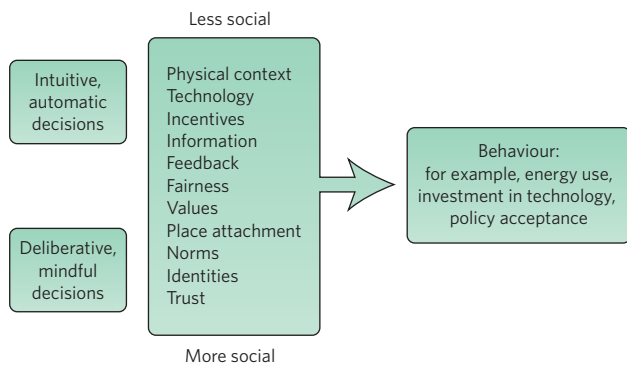 Less social
Intuitive,
automatic
decisions
Deliberative,
mindful
decisions
Physical context
Technology
Incentives
Information
Feedback
Fairness
Values
Place attachment
Norms
Identities
Trust
More social
Behaviour:
for example, energy use,
investment in technology,
policy acceptance